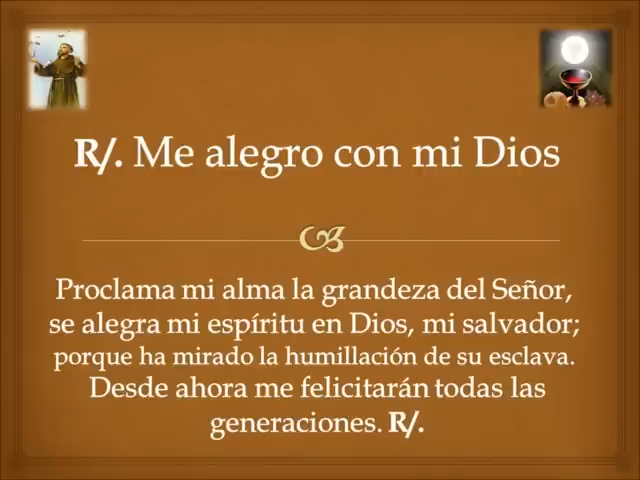 R/. Me alegro con mi Dios
Proclama mi alma la grandeza del Señor,
se alegra mi espíritu en Dios, mi salvador;
porque ha mirado la humillación de su esclava.
Desde ahora me felicitarán todas las
generaciones. R/.